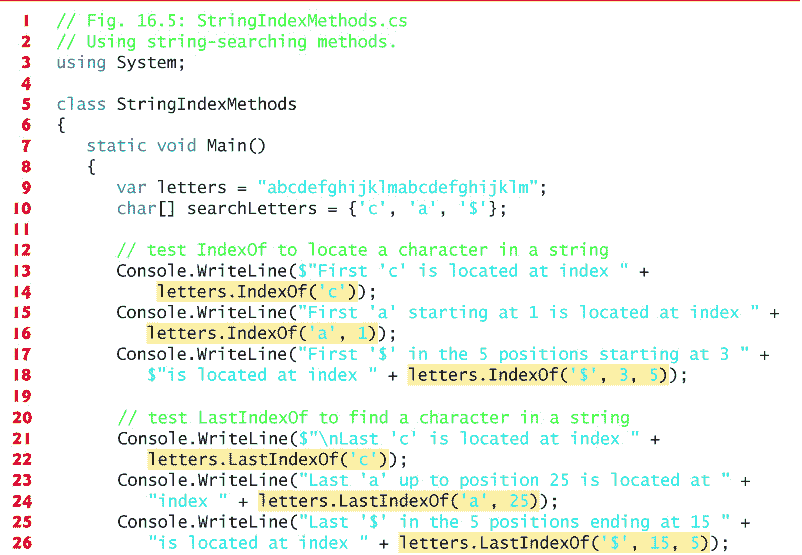 1 // Fig. 16.5: StringIndexMethods.cs
2 // Using string-searching methods.
3 using System;
4
5 class StringIndexMethods
6 {
7 static void Main()
8 {
9 var letters = "abcdefghijklmabcdefghijklm";
10 char[] searchLetters = {'c', 'a', '$'};
11
12 // test IndexOf to locate a character in a string
13 Console.WriteLine($"First 'c' is located at index " +
14 letters.IndexOf('c'));
15 Console.WriteLine("First 'a' starting at 1 is located at index " +
16 letters.IndexOf('a', 1));
17 Console.WriteLine("First '$' in the 5 positions starting at 3 " +
18 $"is located at index " + letters.IndexOf('$', 3, 5));
19
20 // test LastIndexOf to find a character in a string
21 Console.WriteLine($"\nLast 'c' is located at index " +
22 letters.LastIndexOf('c'));
23 Console.WriteLine("Last 'a' up to position 25 is located at " +
24 "index " + letters.LastIndexOf('a', 25));
25 Console.WriteLine("Last '$' in the 5 positions ending at 15 " +
26 "is located at index " + letters.LastIndexOf('$', 15, 5));